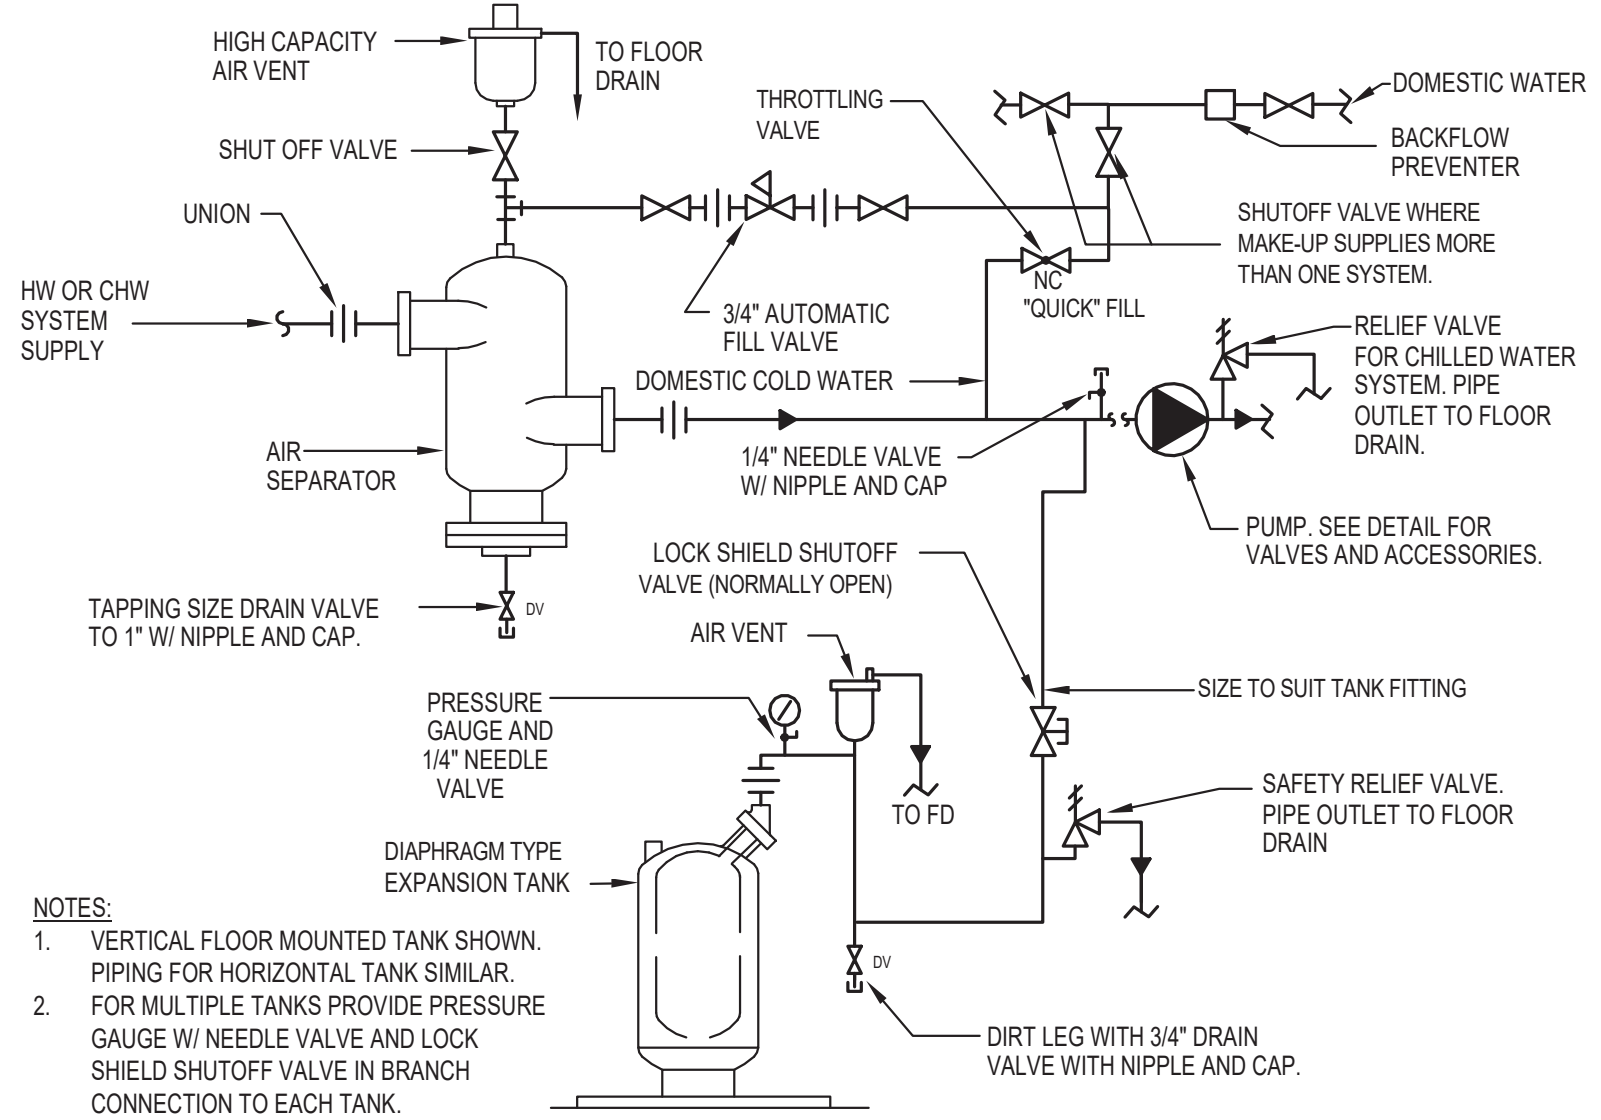 HIGH CAPACITY
AIR VENT
TO FLOOR
DRAIN
THROTTLING
VALVE
DOMESTIC WATER
BACKFLOW
PREVENTER
SHUT OFF VALVE
UNION
SHUTOFF VALVE WHERE
MAKE-UP SUPPLIES MORE
THAN ONE SYSTEM.
HW OR CHW
SYSTEM
SUPPLY
NC
"QUICK" FILL
3/4" AUTOMATIC
FILL VALVE
RELIEF VALVE
FOR CHILLED WATER
SYSTEM. PIPE
OUTLET TO FLOOR
DRAIN.
DOMESTIC COLD WATER
AIR
SEPARATOR
1/4" NEEDLE VALVE
W/ NIPPLE AND CAP
PUMP. SEE DETAIL FOR
VALVES AND ACCESSORIES.
LOCK SHIELD SHUTOFF
VALVE (NORMALLY OPEN)
TAPPING SIZE DRAIN VALVE
TO 1" W/ NIPPLE AND CAP.
DV
AIR VENT
SIZE TO SUIT TANK FITTING
PRESSURE
GAUGE AND
1/4" NEEDLE
VALVE
TO FD
SAFETY RELIEF VALVE.
PIPE OUTLET TO FLOOR
DRAIN
DIAPHRAGM TYPE
EXPANSION TANK
DV
DIRT LEG WITH 3/4" DRAIN
VALVE WITH NIPPLE AND CAP.
NOTES:
1. VERTICAL FLOOR MOUNTED TANK SHOWN.
PIPING FOR HORIZONTAL TANK SIMILAR.
2. FOR MULTIPLE TANKS PROVIDE PRESSURE
GAUGE W/ NEEDLE VALVE AND LOCK
SHIELD SHUTOFF VALVE IN BRANCH
CONNECTION TO EACH TANK.